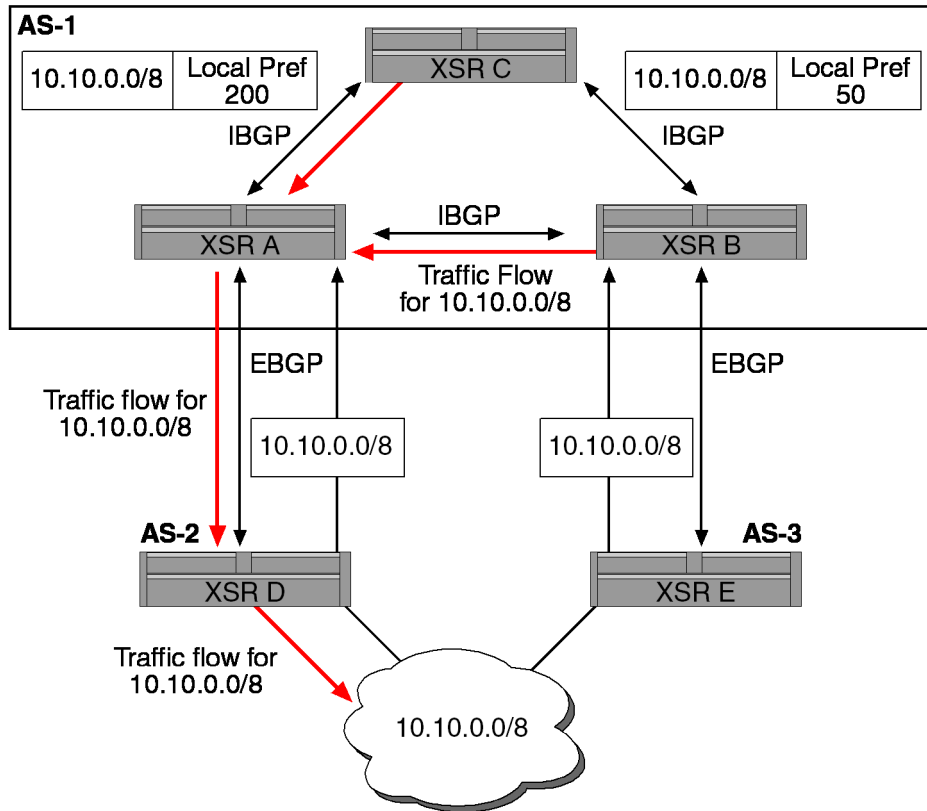 AS-1
XSR C
10.10.0.0/8
Local Pref
200
10.10.0.0/8
Local Pref
50
IBGP
IBGP
XSR A
IBGP
XSR B
Traffic Flow
for 10.10.0.0/8
EBGP
EBGP
Traffic flow for
10.10.0.0/8
10.10.0.0/8
10.10.0.0/8
AS-2
AS-3
XSR D
XSR E
Traffic flow for
10.10.0.0/8
10.10.0.0/8